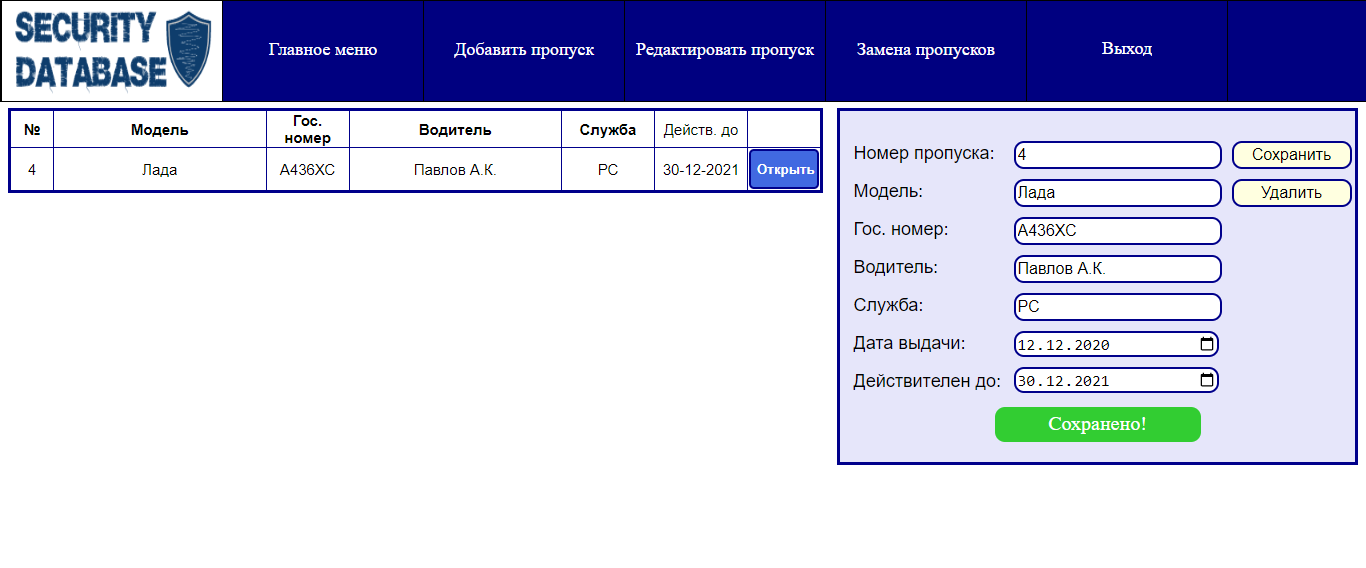 SECURITY
DATABASE
Главное меню
Добавить пропуск
Редактировать пропуск
Замена пропусков
Выход
№ Модель Гос. номер Водитель Служба Действ. до
4 Лада А436ХС Павлов А.К. РС 30-12-2021 Открыть
Номер пропуска: 4 Сохранить
Модель: Лада Удалить
Гос. номер: А436ХС
Водитель: Павлов А.К.
Служба: РС
Дата выдачи: 12.12.2020
Действителен до: 30.12.2021
Сохранено!